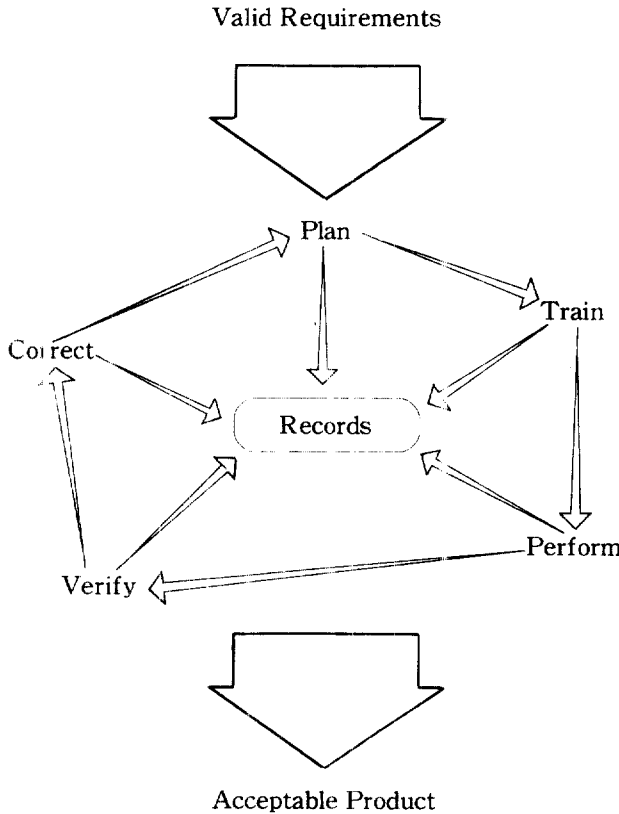 Valid Requirements
Plan
Train
Correct
Records
Perform
Verify
Acceptable Product